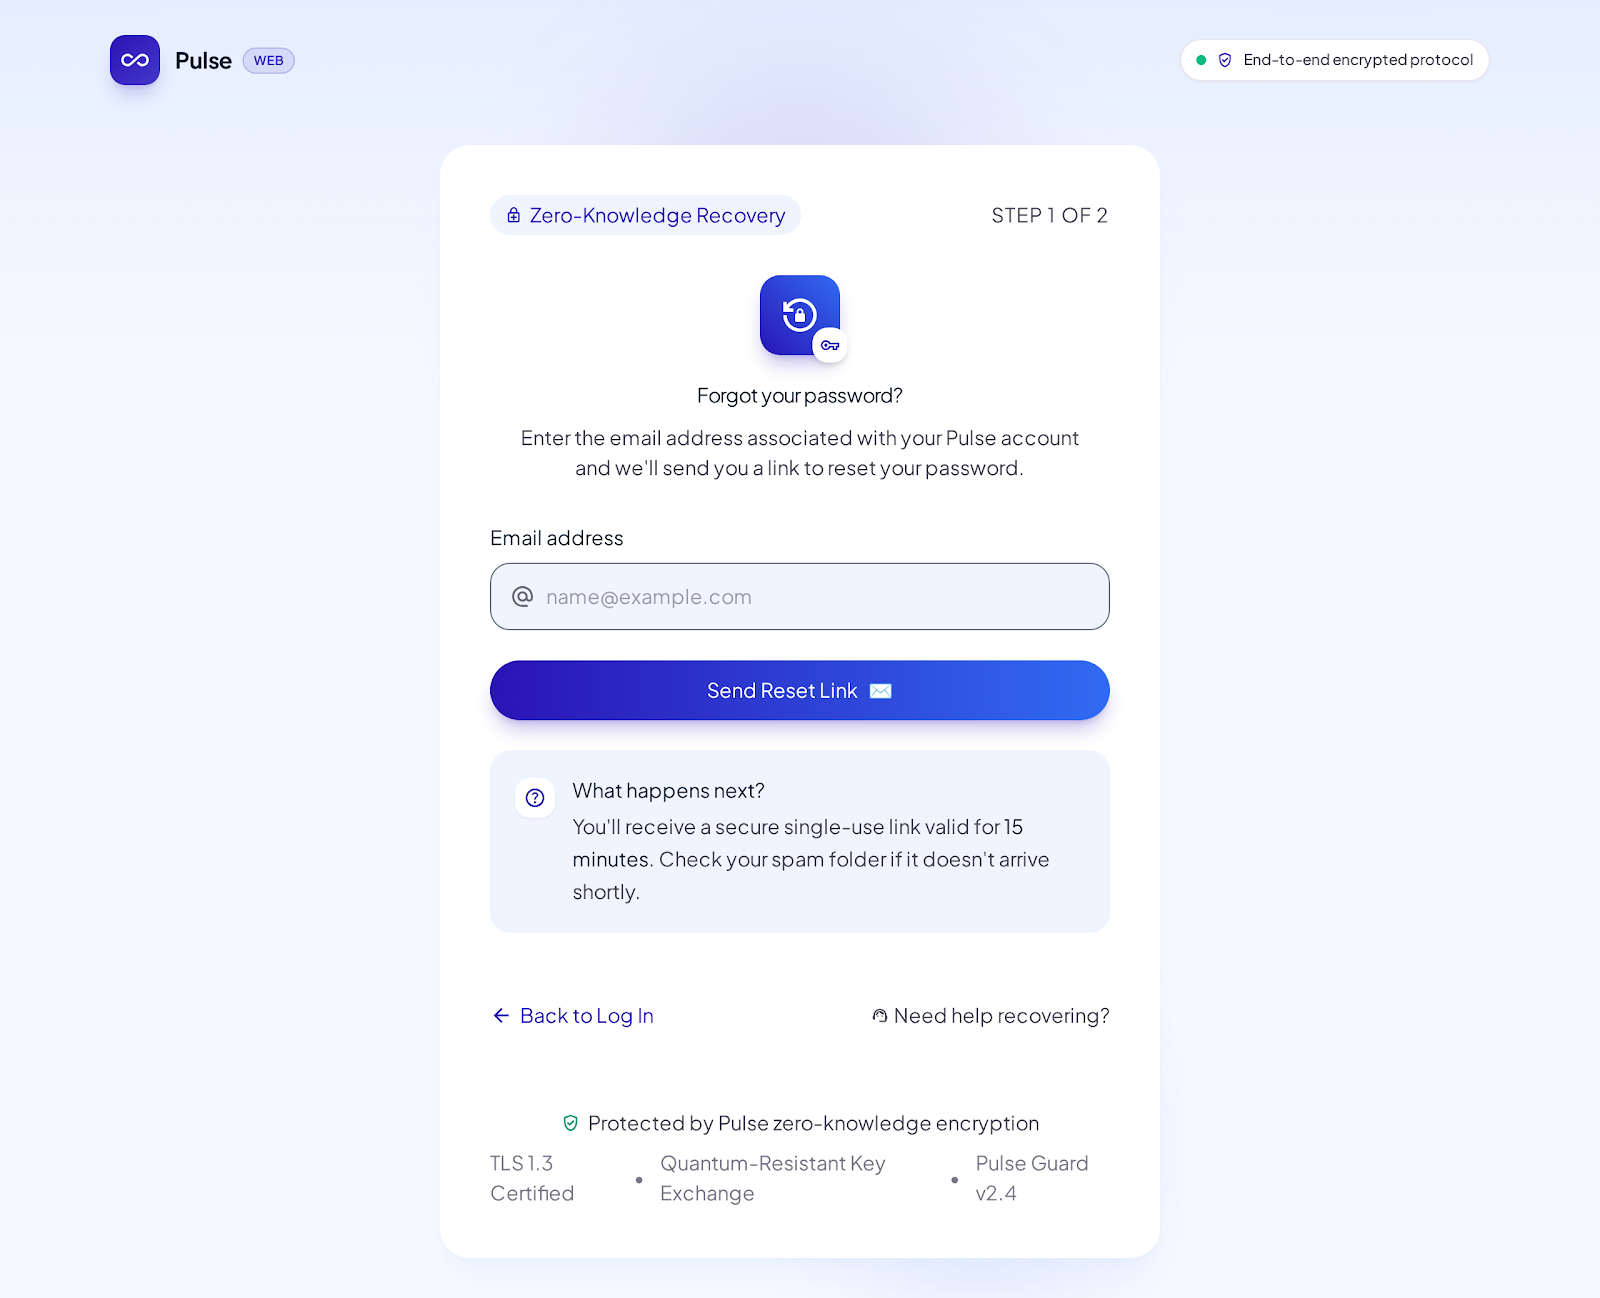 Pulse WEB
End-to-end encrypted protocol
Zero-Knowledge Recovery
STEP 1 OF 2
Forgot your password?
Enter the email address associated with your Pulse account
and we'll send you a link to reset your password.
Email address
name@example.com
Send Reset Link
What happens next?
You'll receive a secure single-use link valid for 15
minutes. Check your spam folder if it doesn't arrive
shortly.
Back to Log In
Need help recovering?
Protected by Pulse zero-knowledge encryption
TLS 1.3
Certified
•
Quantum-Resistant Key
Exchange
•
Pulse Guard
v2.4